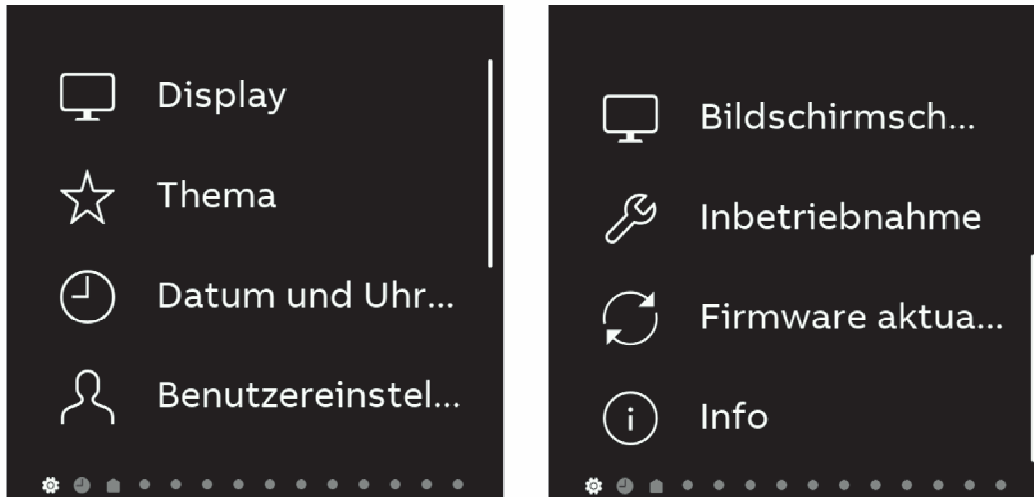 Display
Thema
Datum und Uhr...
Benutzereinstel...
Bildschirmsch...
Inbetriebnahme
Firmware aktua...
Info